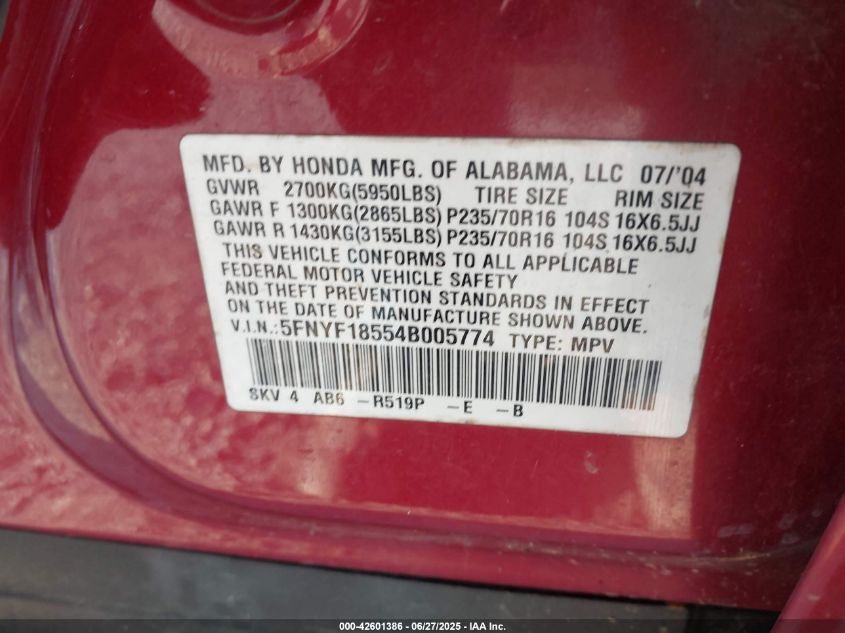 MFD. BY HONDA MFG. OF ALABAMA, LLC 07/'04
GVWR 2700KG(5950LBS) TIRE SIZE RIM SIZE
GAWR F 1300KG(2865LBS) P235/70R16 104S 16X6.5JJ
GAWR R 1430KG(3155LBS) P235/70R16 104S 16X6.5JJ
THIS VEHICLE CONFORMS TO ALL APPLICABLE
FEDERAL MOTOR VEHICLE SAFETY
AND THEFT PREVENTION STANDARDS IN EFFECT
ON THE DATE OF MANUFACTURE SHOWN ABOVE.
V.I.N.:5FNYF18554B005774 TYPE: MPV
SKV 4 AB6 -R519P -E -B
000-42601386 | 06/27/2025 | IAA Inc.